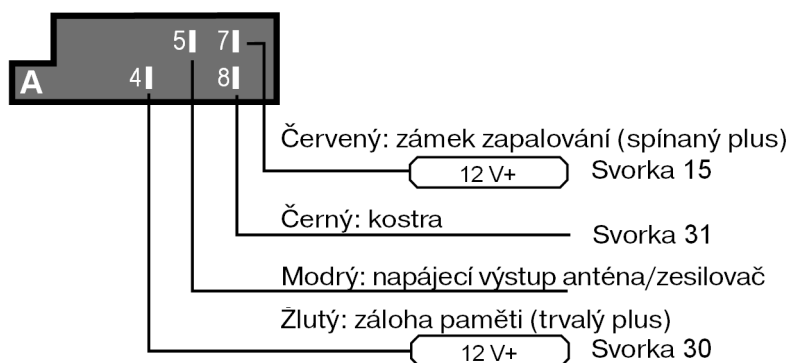 5 7
A 4 8
Červený: zámek zapalování (spínaný plus)
12 V+ Svorka 15
Černý: kostra
Svorka 31
Modrý: napájecí výstup anténa/zesilovač
Žlutý: záloha paměti (trvalý plus)
12 V+ Svorka 30